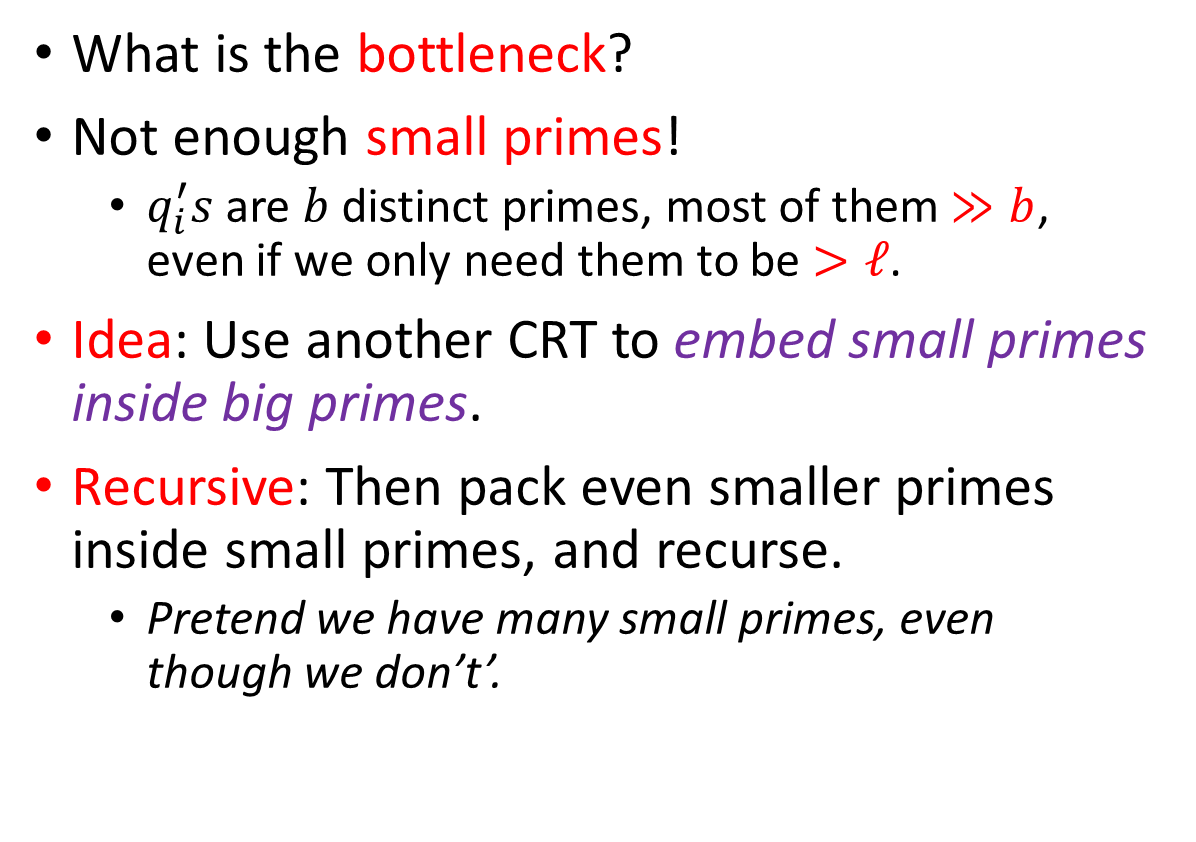 • What is the bottleneck?
• Not enough small primes!
• q′ᵢs are b distinct primes, most of them ≫ b,
even if we only need them to be > ℓ.
• Idea: Use another CRT to embed small primes
inside big primes.
• Recursive: Then pack even smaller primes
inside small primes, and recurse.
• Pretend we have many small primes, even
though we don’t’.